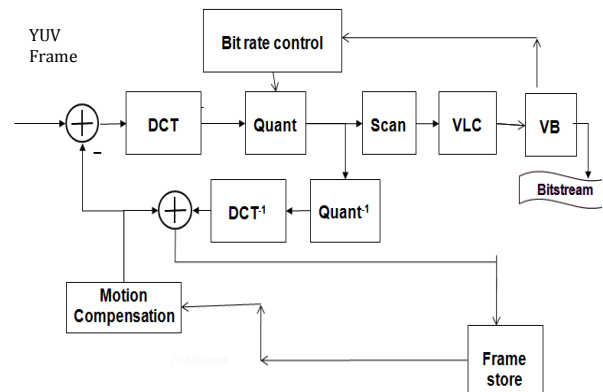 YUV
Frame
Bit rate control
DCT
Quant
Scan
VLC
VB
Bitstream
–
DCT-1
Quant-1
Motion
Compensation
Frame
store